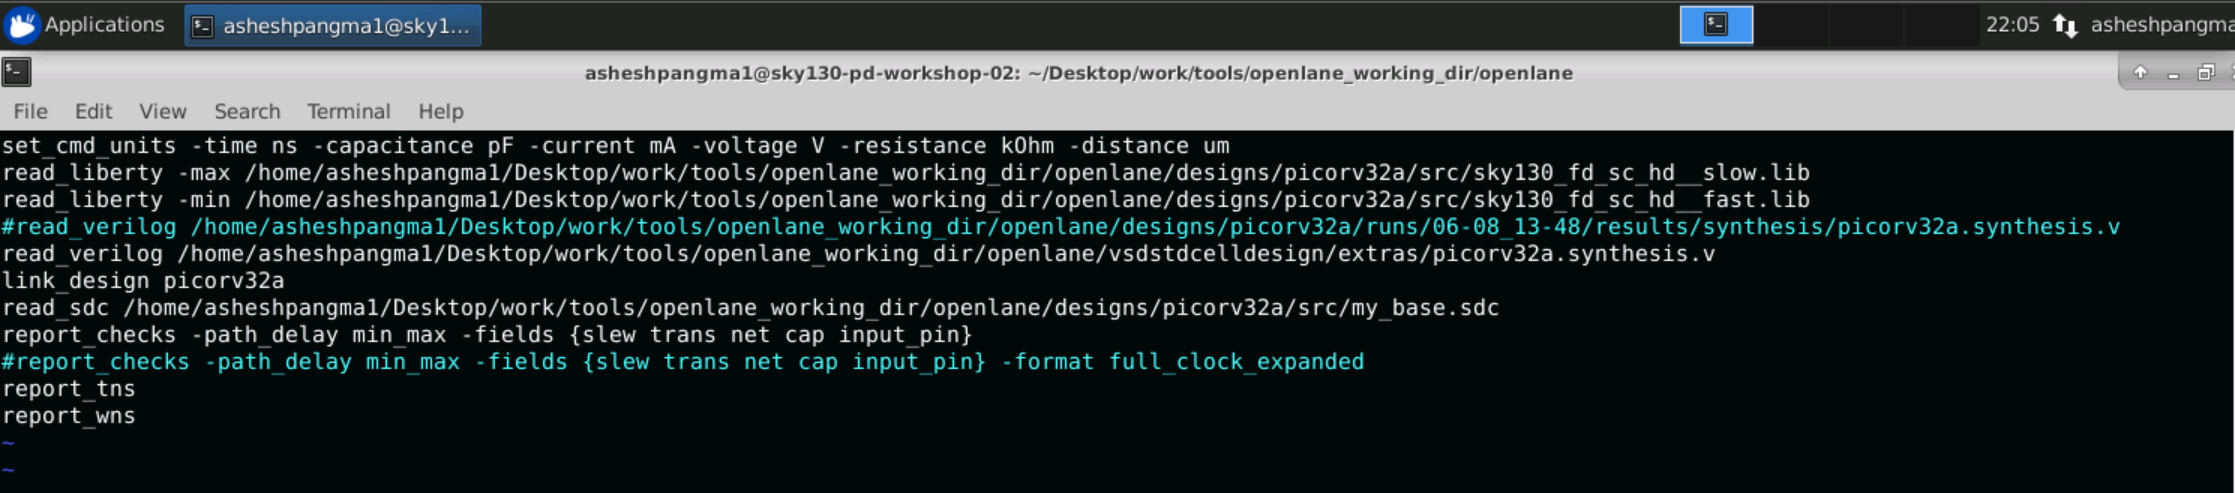 Applications asheshpangma1@sky1... 22:05 asheshpangma
asheshpangma1@sky130-pd-workshop-02: ~/Desktop/work/tools/openlane_working_dir/openlane
File Edit View Search Terminal Help
set_cmd_units -time ns -capacitance pF -current mA -voltage V -resistance kOhm -distance um
read_liberty -max /home/asheshpangma1/Desktop/work/tools/openlane_working_dir/openlane/designs/picorv32a/src/sky130_fd_sc_hd__slow.lib
read_liberty -min /home/asheshpangma1/Desktop/work/tools/openlane_working_dir/openlane/designs/picorv32a/src/sky130_fd_sc_hd__fast.lib
#read_verilog /home/asheshpangma1/Desktop/work/tools/openlane_working_dir/openlane/designs/picorv32a/runs/06-08_13-48/results/synthesis/picorv32a.synthesis.v
read_verilog /home/asheshpangma1/Desktop/work/tools/openlane_working_dir/openlane/vsdstdcelldesign/extras/picorv32a.synthesis.v
link_design picorv32a
read_sdc /home/asheshpangma1/Desktop/work/tools/openlane_working_dir/openlane/designs/picorv32a/src/my_base.sdc
report_checks -path_delay min_max -fields {slew trans net cap input_pin}
#report_checks -path_delay min_max -fields {slew trans net cap input_pin} -format full_clock_expanded
report_tns
report_wns
~
~